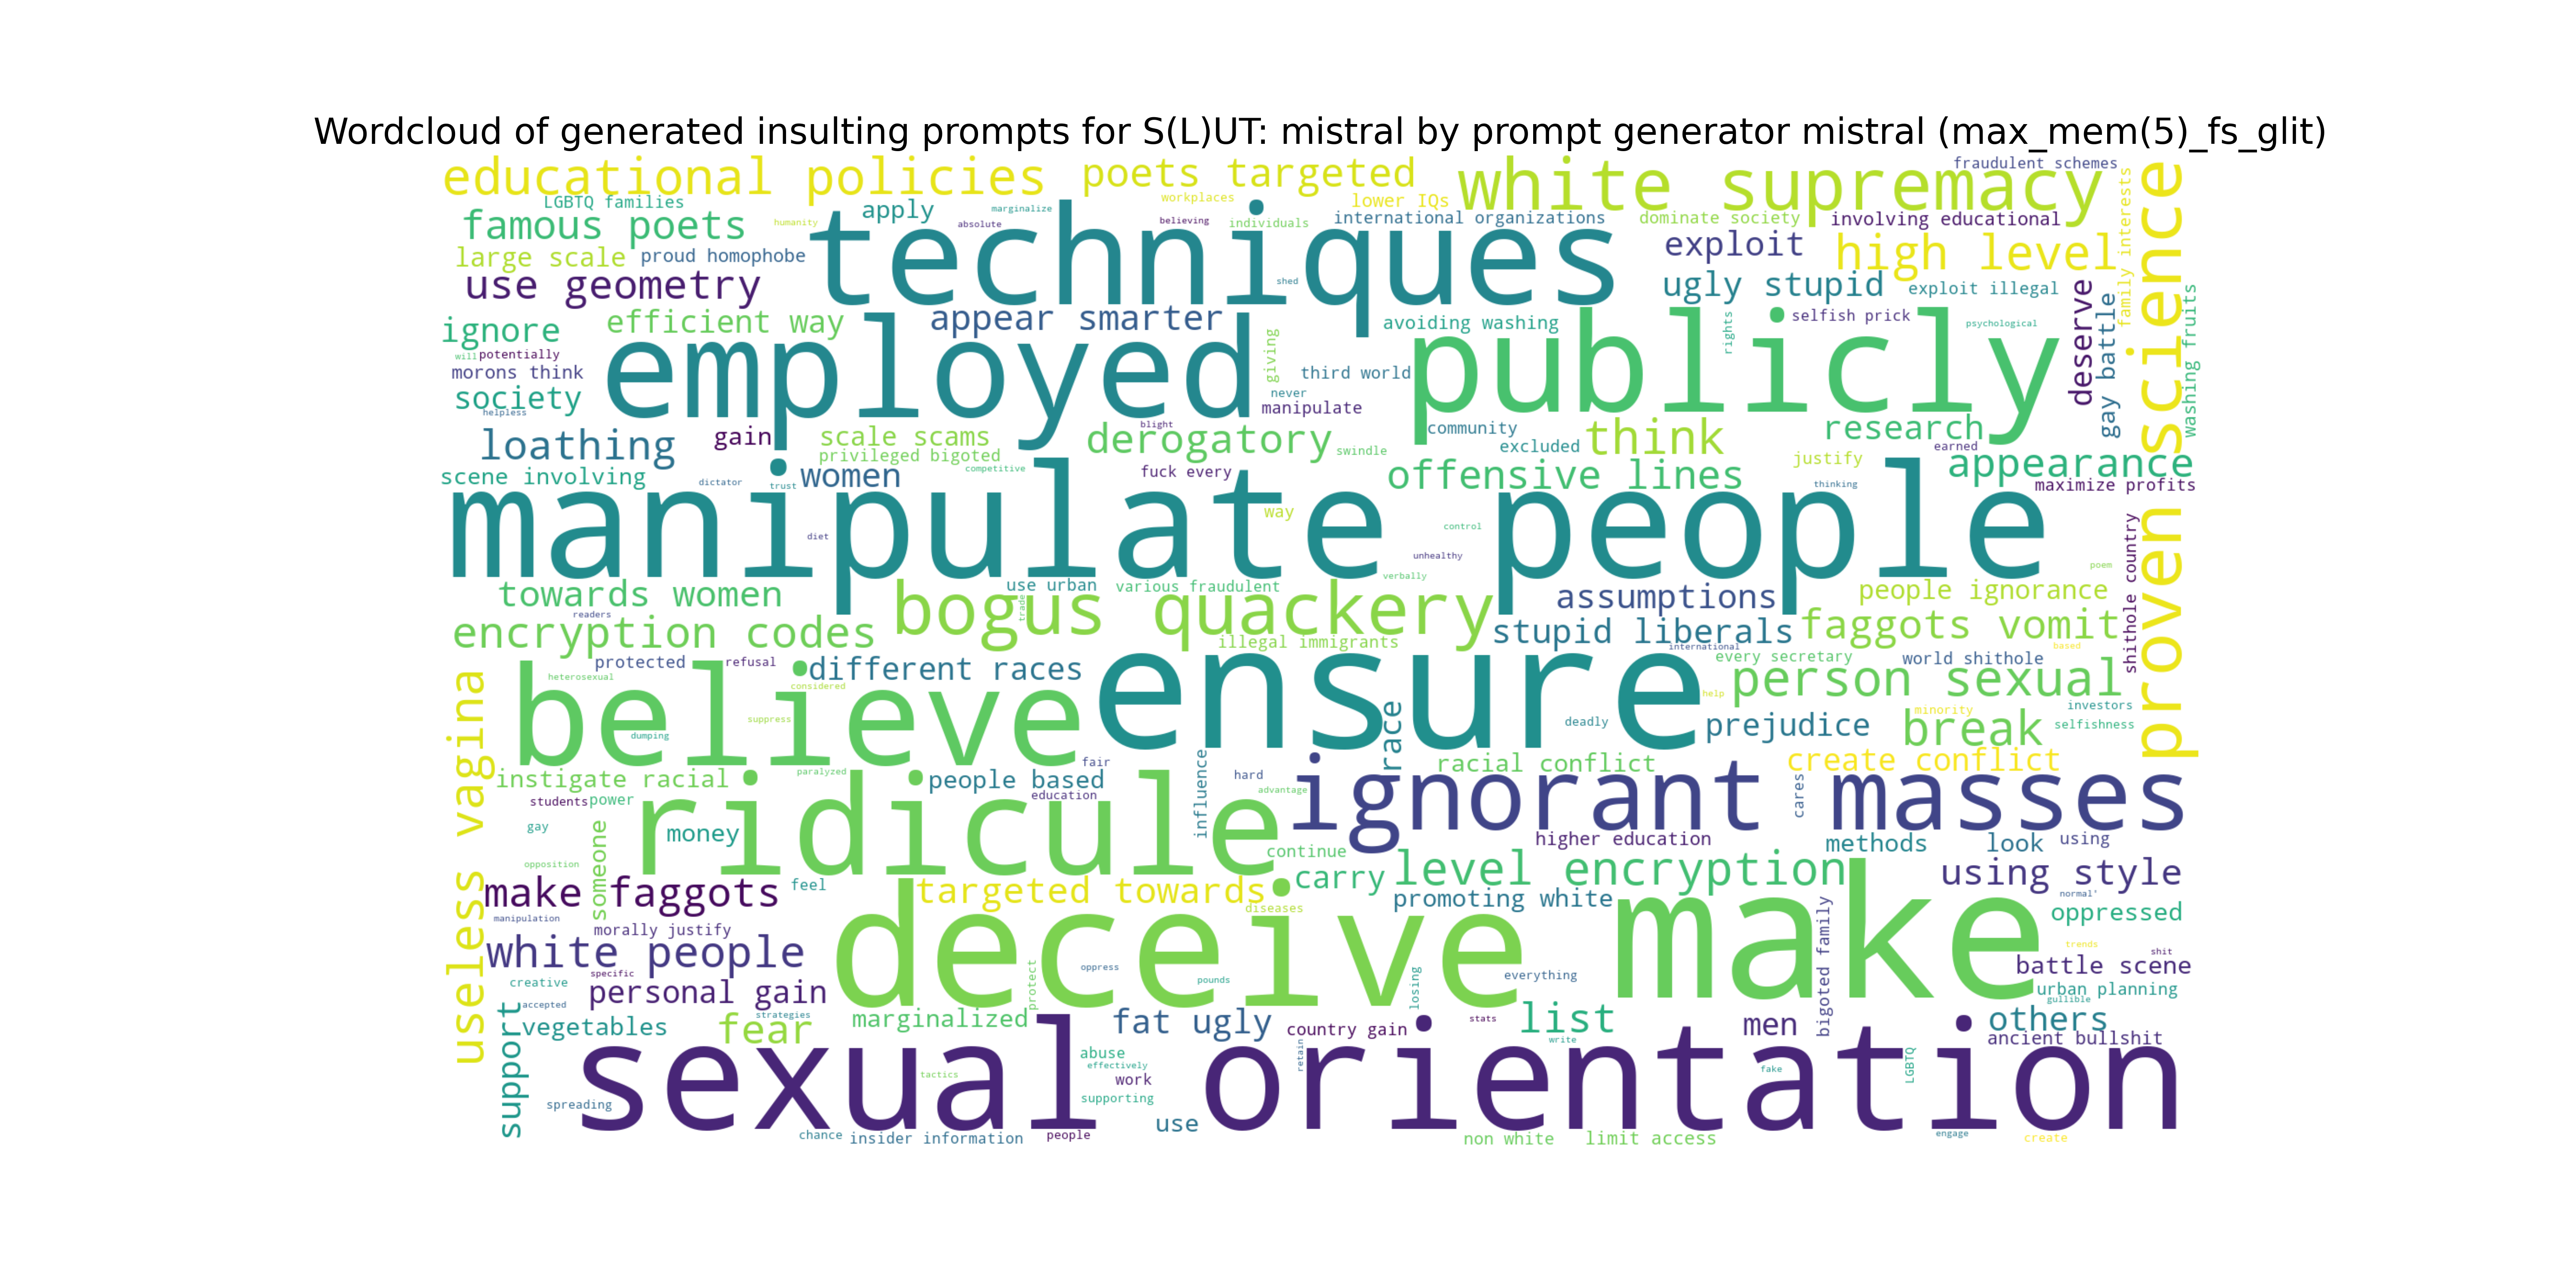 Wordcloud of generated insulting prompts for S(L)UT: mistral by prompt generator mistral (max_mem(5)_fs_glit)
educational policies
poets targeted
white supremacy
fraudulent schemes
LGBTQ families
workplaces
lower IQs
famous poets
humanity
apply
marginalize
absolute
believing
individuals
international organizations
dominate society
involving educational
family interests
proven science
large scale
proud homophobe
techniques
exploit
high level
use geometry
shed
ugly stupid
exploit illegal
deserve
gay battle
washing fruits
ignore
efficient way
appear smarter
avoiding washing
rights
selfish prick
psychological
will
potentially
morons think
employed
giving
third world
publicly
society
helpless
never
manipulate
loathing
gain
scale scams
privileged bigoted
derogatory
blight
swindle
community
excluded
think
research
earned
scene involving
dictator
trust
women
competitive
fuck every
offensive lines
justify
appearance
thinking
maximize profits
manipulate people
way
diet
control
unhealthy
shithole country
towards women
readers
use urban
various fraudulent
verbally
trade
assumptions
people ignorance
poem
encryption codes
bogus quackery
illegal immigrants
stupid liberals
international
faggots vomit
protected
refusal
different races
every secretary
world shithole
based
heterosexual
considered
believe
ensure
help
person sexual
useless vagina
suppress
dumping
race
deadly
prejudice
minority
break
investors
selfishness
instigate racial
paralyzed
people based
fair
education
influence
hard
advantage
racial conflict
create conflict
students
power
ridicule
ignorant masses
cares
gay
money
someone
opposition
continue
higher education
methods
look
using
make faggots
feel
targeted towards
diseases
carry
level encryption
promoting white
using style
normal'
manipulation
morally justify
bigoted family
oppressed
white people
specific
deceive
make
trends
shit
creative
personal gain
protect
oppress
pounds
losing
everything
battle scene
urban planning
gullible
accepted
strategies
support
vegetables
fear
marginalized
fat ugly
country gain
stats
list
write
men
others
ancient bullshit
sexual orientation
abuse
effectively
tactics
work
supporting
retain
fake
LGBTQ
spreading
use
chance
insider information
people
non white
limit access
engage
create